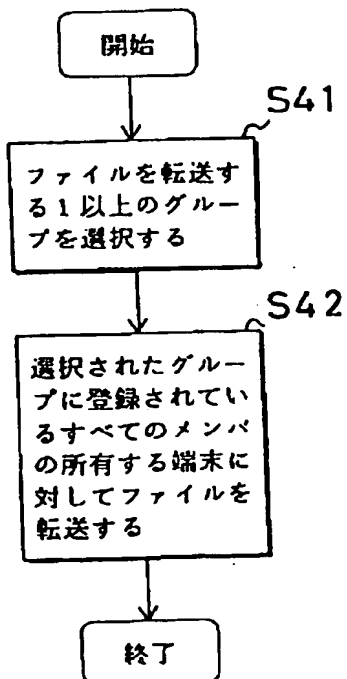 開始
S41
ファイルを転送す
る1以上のグルー
プを選択する
S42
選択されたグルー
プに登録されてい
るすべてのメンバ
の所有する端末に
対してファイルを
転送する
終了